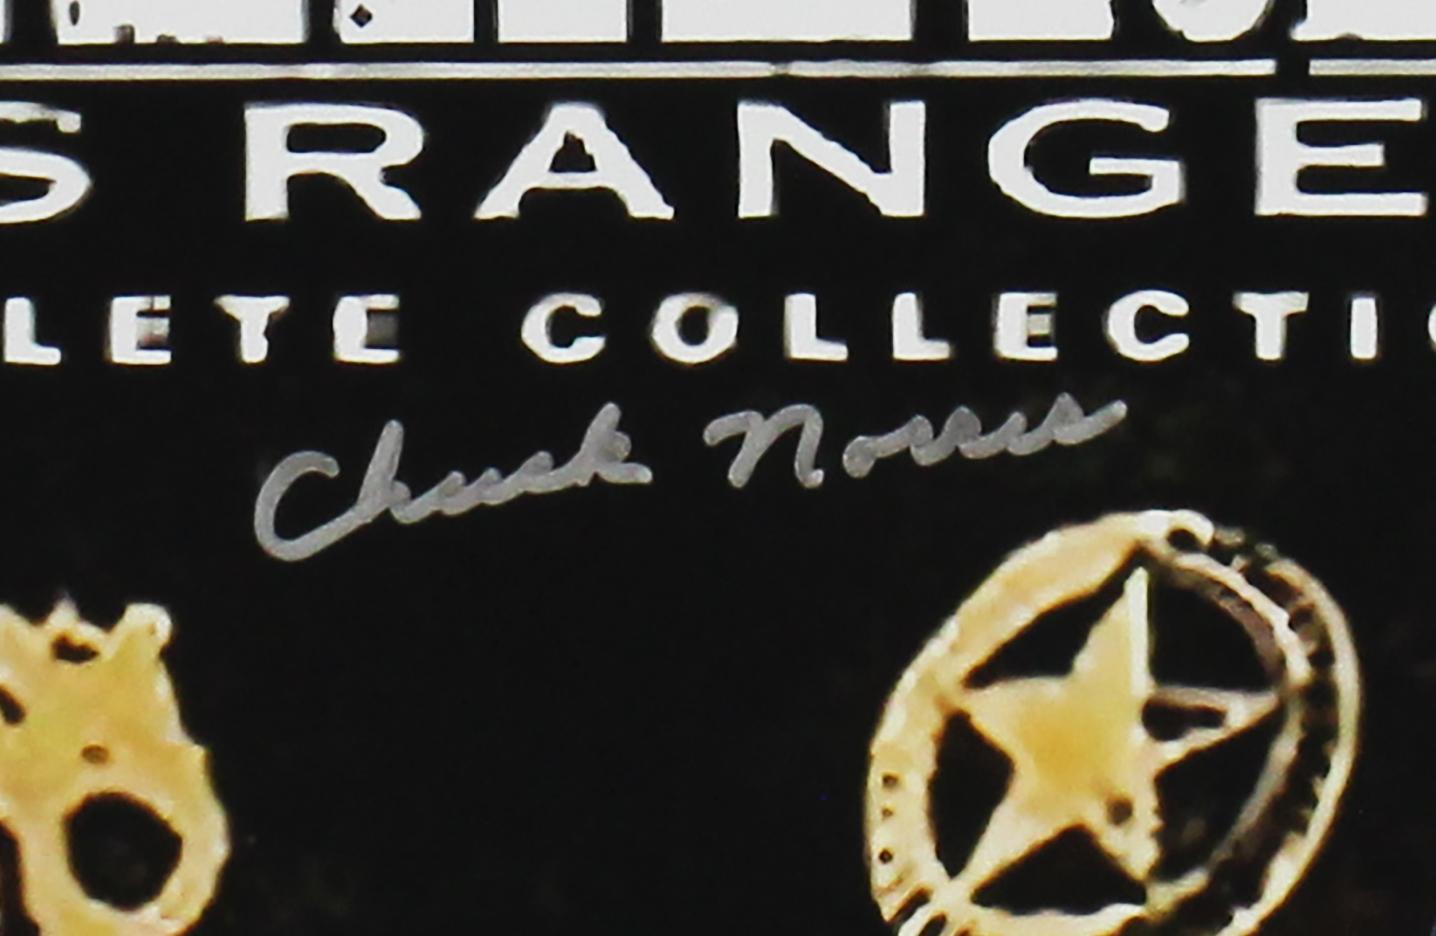 S RANGE
LETE COLLECTI
Chuck Norris